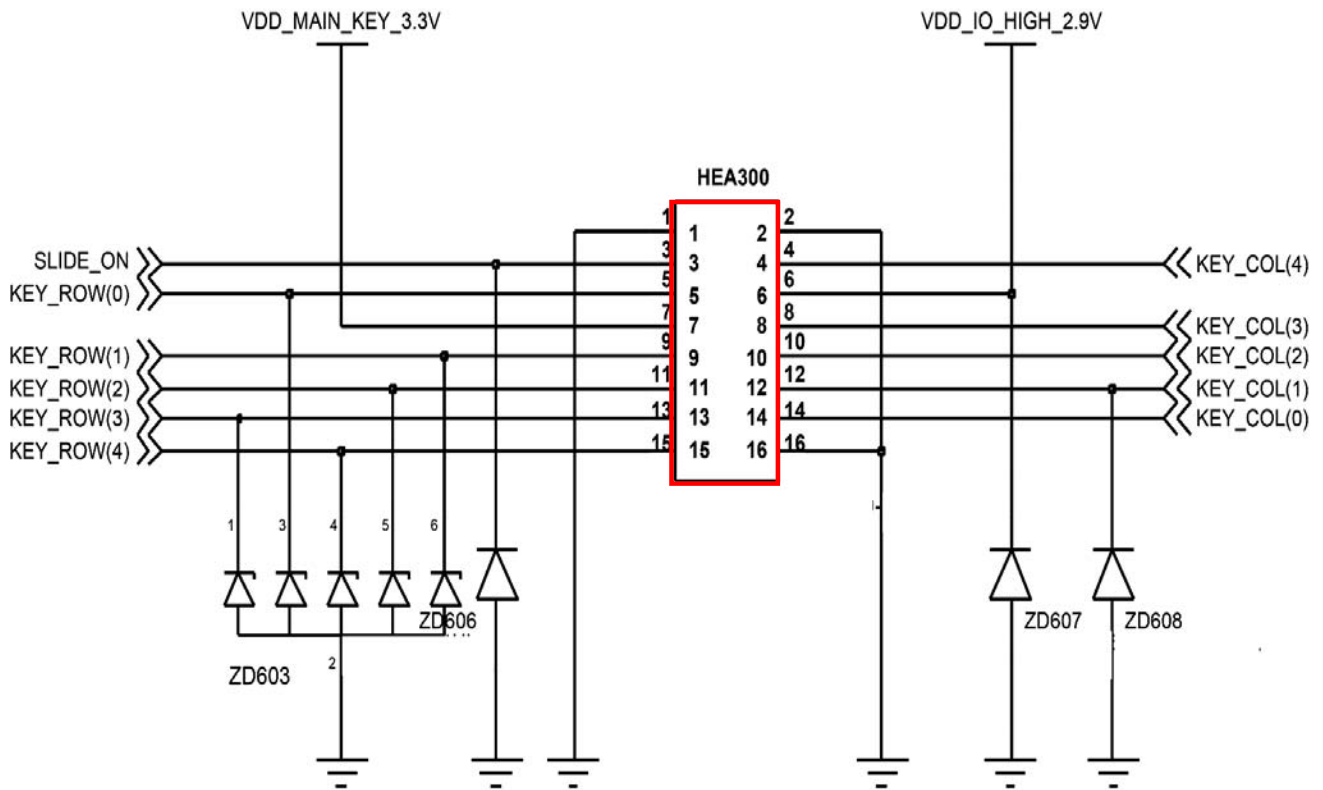 VDD_MAIN_KEY_3.3V
VDD_IO_HIGH_2.9V
HEA300
1 1 2 2
SLIDE_ON 3 3 4 4 KEY_COL(4)
KEY_ROW(0) 5 5 6 6
7 7 8 8 KEY_COL(3)
KEY_ROW(1) 9 9 10 10 KEY_COL(2)
KEY_ROW(2) 11 11 12 12 KEY_COL(1)
KEY_ROW(3) 13 13 14 14 KEY_COL(0)
KEY_ROW(4) 15 15 16 16
1 3 4 5 6
ZD606
ZD607
ZD608
2
ZD603